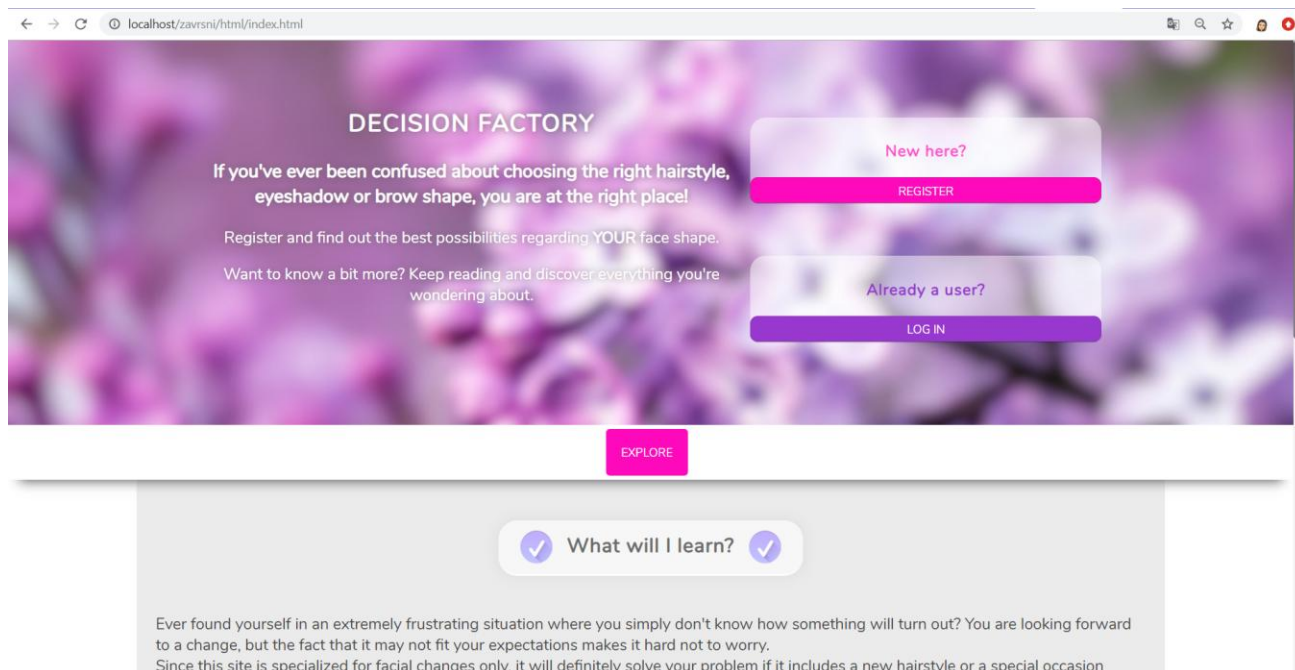 localhost/zavrsni/html/index.html
DECISION FACTORY
If you've ever been confused about choosing the right hairstyle,
eyeshadow or brow shape, you are at the right place!
Register and find out the best possibilities regarding YOUR face shape.
Want to know a bit more? Keep reading and discover everything you're
wondering about.
New here?
REGISTER
Already a user?
LOG IN
EXPLORE
What will I learn?
Ever found yourself in an extremely frustrating situation where you simply don't know how something will turn out? You are looking forward
to a change, but the fact that it may not fit your expectations makes it hard not to worry.
Since this site is specialized for facial changes only, it will definitely solve your problem if it includes a new hairstyle or a special occasion